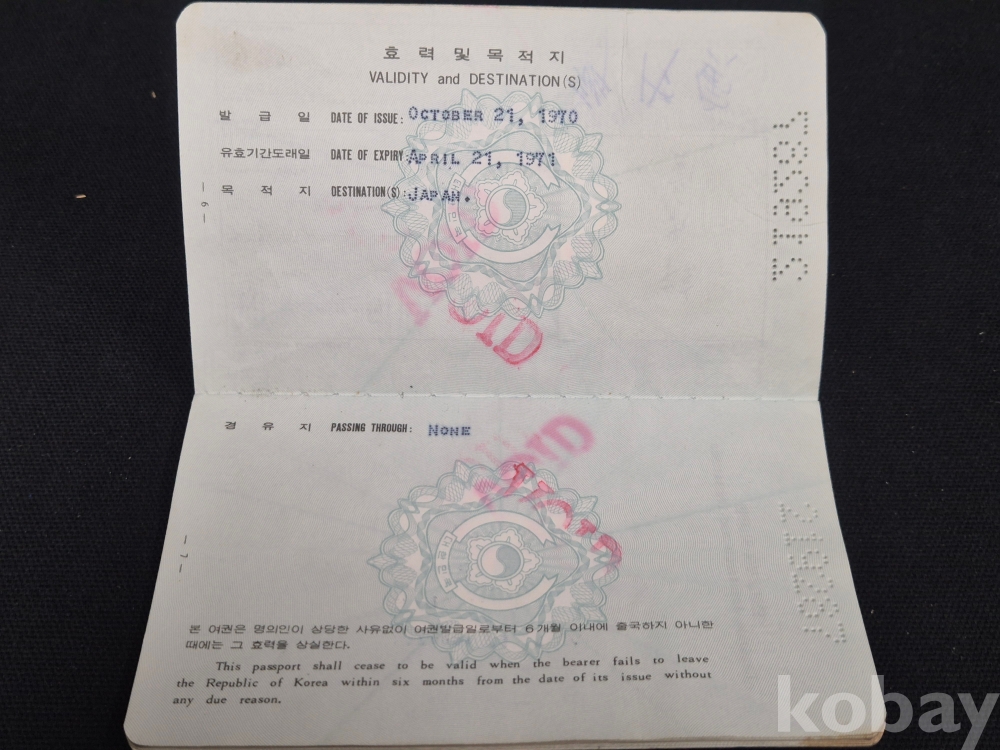 효 력 및 목 적 지
VALIDITY and DESTINATION(S)
발 급 일 DATE OF ISSUE: OCTOBER 21, 1970
유효기간도래일 DATE OF EXPIRY: APRIL 21, 1971
목 적 지 DESTINATION(S): JAPAN.
— 6 —
VOID
경 유 지 PASSING THROUGH: NONE
VOID
VOID
— 7 —
본 여권은 명의인이 상당한 사유없이 여권발급일로부터 6개월 이내에 출국하지 아니한
때에는 그 효력을 상실한다.
This passport shall cease to be valid when the bearer fails to leave
the Republic of Korea within six months from the date of its issue without
any due reason.
kobay